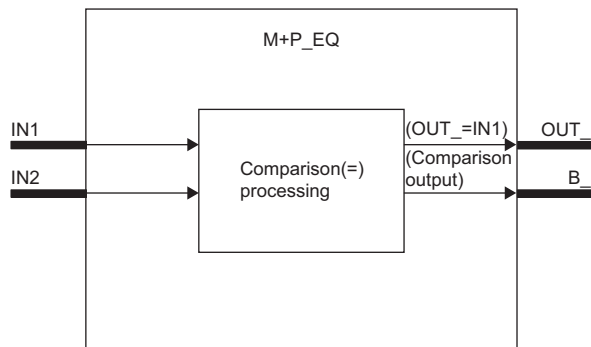 M+P_EQ
IN1
(OUT_=IN1)
OUT_
IN2
Comparison(=)
processing
(Comparison
output)
B_